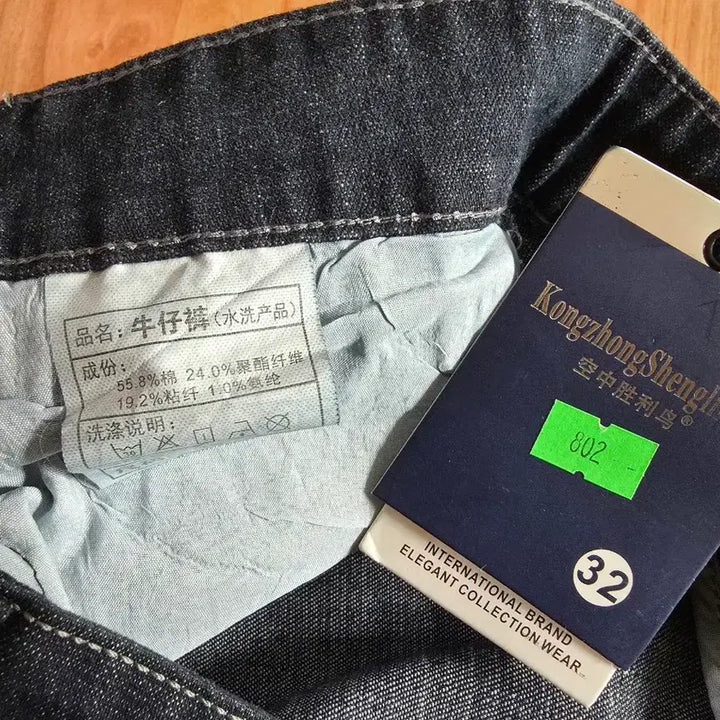 品名: 牛仔裤(水洗产品)
成份:
55.8%棉 24.0%聚酯纤维
19.2%粘纤 1.0%氨纶
洗涤说明:
KongzhongShengli
空中胜利鸟®
802
32
INTERNATIONAL BRAND
ELEGANT COLLECTION WEAR